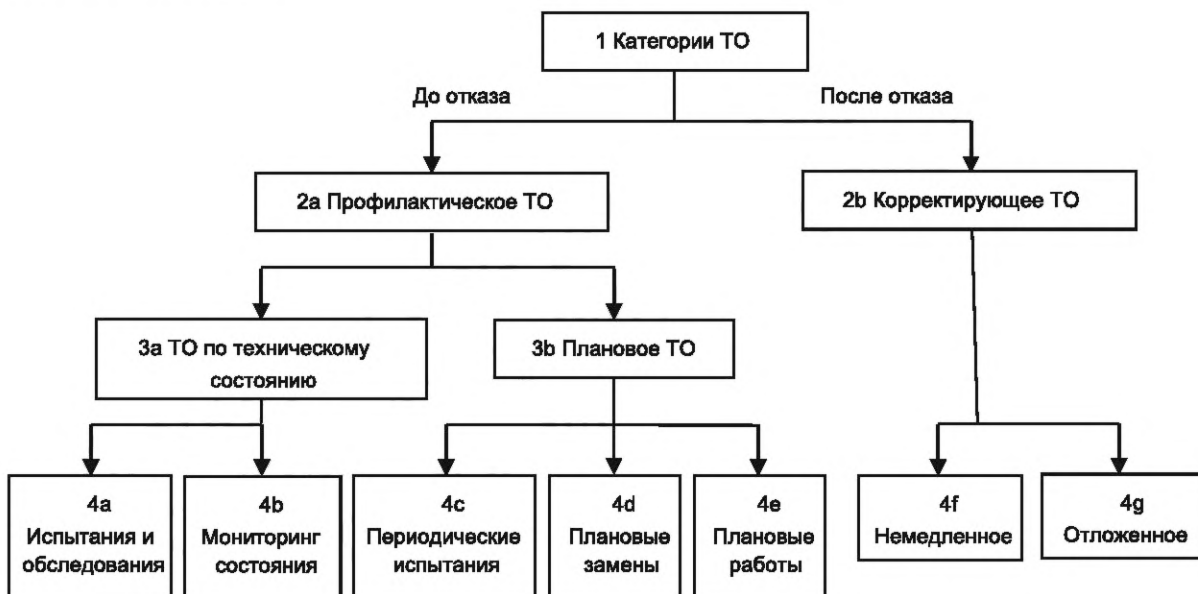 1 Категории ТО
До отказа
После отказа
2a Профилактическое ТО
2b Корректирующее ТО
3a ТО по техническому
состоянию
3b Плановое ТО
4a
Испытания и
обследования
4b
Мониторинг
состояния
4c
Периодические
испытания
4d
Плановые
замены
4e
Плановые
работы
4f
Немедленное
4g
Отложенное